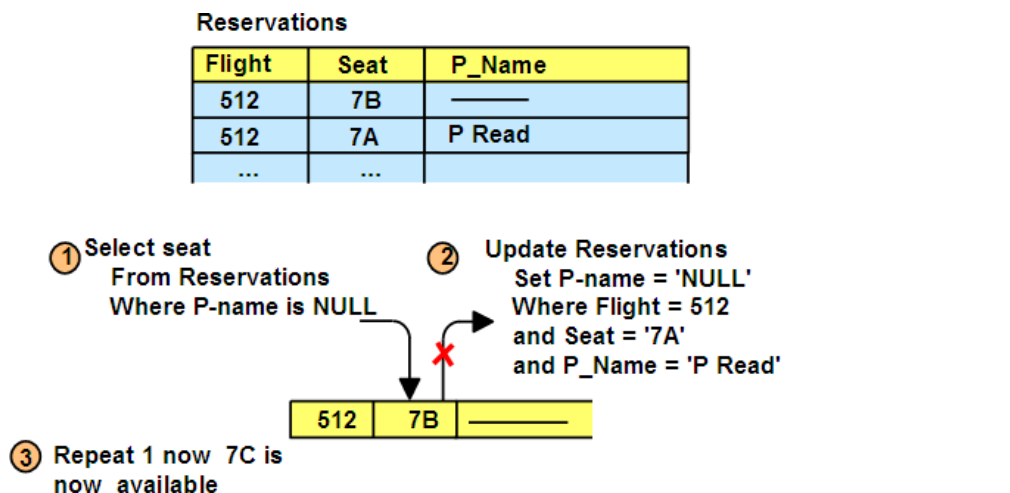 Reservations
Flight Seat P_Name
512 7B
512 7A P Read
... ...
1 Select seat
From Reservations
Where P-name is NULL
2 Update Reservations
Set P-name = 'NULL'
Where Flight = 512
and Seat = '7A'
and P_Name = 'P Read'
512 7B
3 Repeat 1 now 7C is
now available